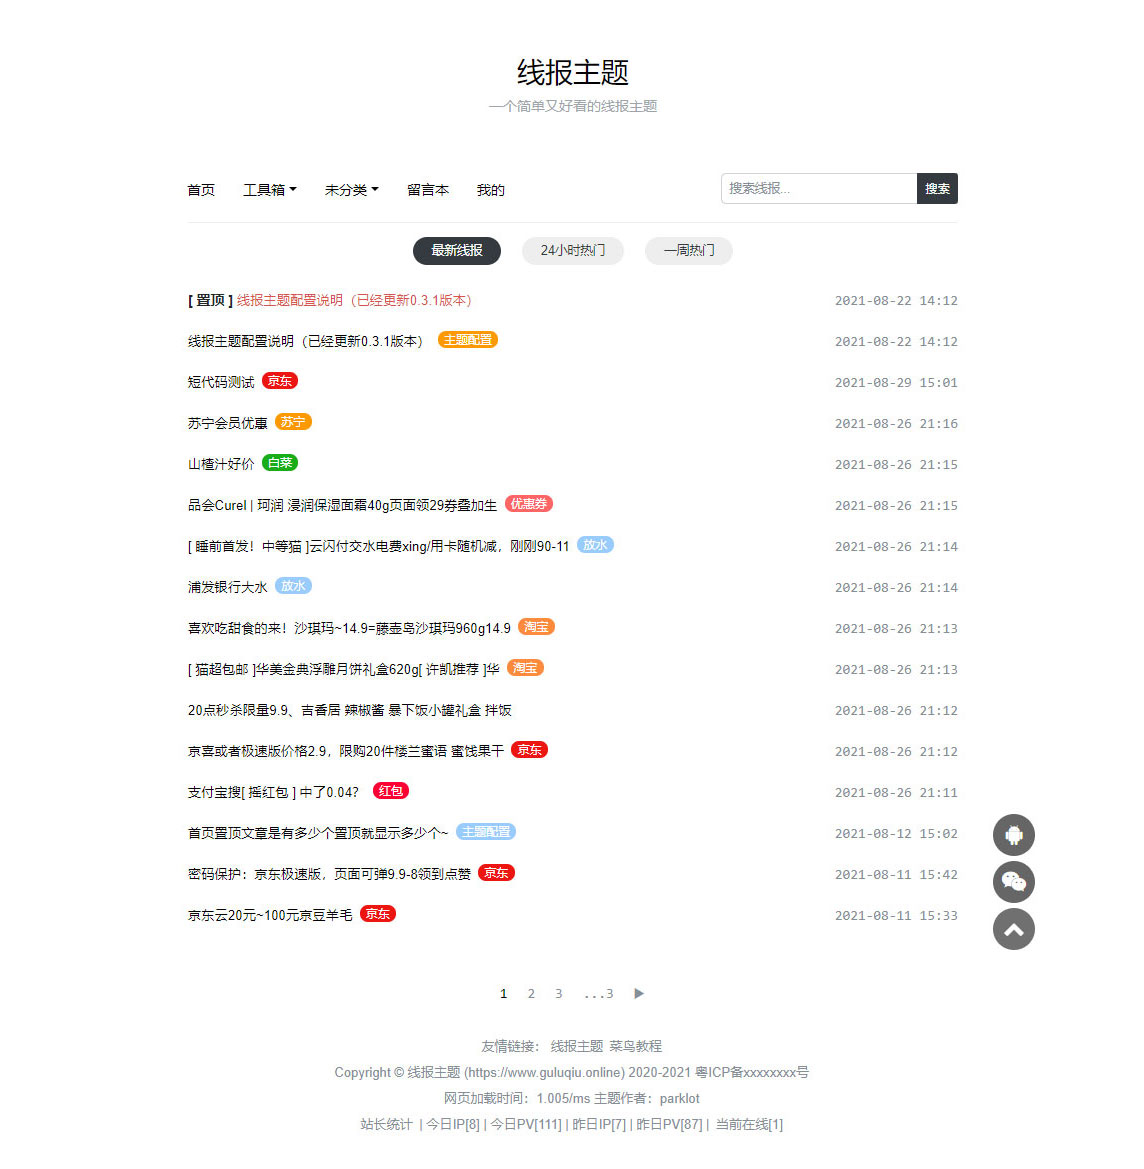 线报主题
一个简单又好看的线报主题
首页 工具箱 未分类 留言本 我的 搜索线报... 搜索
最新线报 24小时热门 一周热门
[ 置顶 ] 线报主题配置说明（已经更新0.3.1版本） 2021-08-22 14:12
线报主题配置说明（已经更新0.3.1版本） 主题配置 2021-08-22 14:12
短代码测试 京东 2021-08-29 15:01
苏宁会员优惠 苏宁 2021-08-26 21:16
山楂汁好价 白菜 2021-08-26 21:15
品会Curel | 珂润 浸润保湿面霜40g页面领29券叠加生 优惠券 2021-08-26 21:15
[ 睡前首发！中等猫 ]云闪付交水电费xing/用卡随机减，刚刚90-11 放水 2021-08-26 21:14
浦发银行大水 放水 2021-08-26 21:14
喜欢吃甜食的来！沙琪玛~14.9=藤壶岛沙琪玛960g14.9 淘宝 2021-08-26 21:13
[ 猫超包邮 ]华美金典浮雕月饼礼盒620g[ 许凯推荐 ]华 淘宝 2021-08-26 21:13
20点秒杀限量9.9、吉香居 辣椒酱 暴下饭小罐礼盒 拌饭 2021-08-26 21:12
京喜或者极速版价格2.9，限购20件楼兰蜜语 蜜饯果干 京东 2021-08-26 21:12
支付宝搜[ 摇红包 ] 中了0.04？ 红包 2021-08-26 21:11
首页置顶文章是有多少个置顶就显示多少个~ 主题配置 2021-08-12 15:02
密码保护：京东极速版，页面可弹9.9-8领到点赞 京东 2021-08-11 15:42
京东云20元~100元京豆羊毛 京东 2021-08-11 15:33
1 2 3 ...3 ▶
友情链接： 线报主题 菜鸟教程
Copyright © 线报主题 (https://www.guluqiu.online) 2020-2021 粤ICP备xxxxxxxx号
网页加载时间：1.005/ms 主题作者：parklot
站长统计 | 今日IP[8] | 今日PV[111] | 昨日IP[7] | 昨日PV[87] | 当前在线[1]